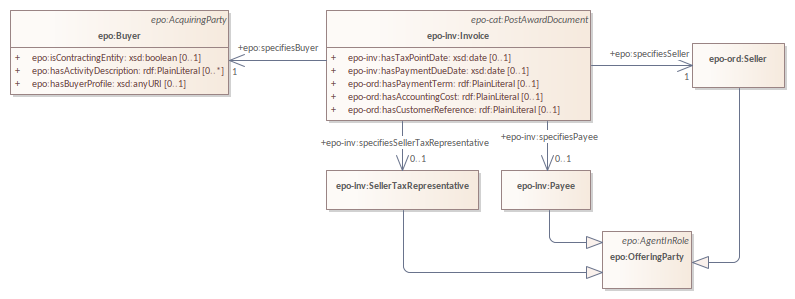 epo:AcquiringParty
epo:Buyer
+ epo:isContractingEntity: xsd:boolean [0..1]
+ epo:hasActivityDescription: rdf:PlainLiteral [0..*]
+ epo:hasBuyerProfile: xsd:anyURI [0..1]
+epo:specifiesBuyer
1
epo-cat:PostAwardDocument
epo-inv:Invoice
+ epo-inv:hasTaxPointDate: xsd:date [0..1]
+ epo-inv:hasPaymentDueDate: xsd:date [0..1]
+ epo-ord:hasPaymentTerm: rdf:PlainLiteral [0..1]
+ epo-ord:hasAccountingCost: rdf:PlainLiteral [0..1]
+ epo-ord:hasCustomerReference: rdf:PlainLiteral [0..1]
+epo:specifiesSeller
1
epo-ord:Seller
+epo-inv:specifiesSellerTaxRepresentative
0..1
+epo-inv:specifiesPayee
0..1
epo-inv:SellerTaxRepresentative
epo-inv:Payee
epo:AgentInRole
epo:OfferingParty